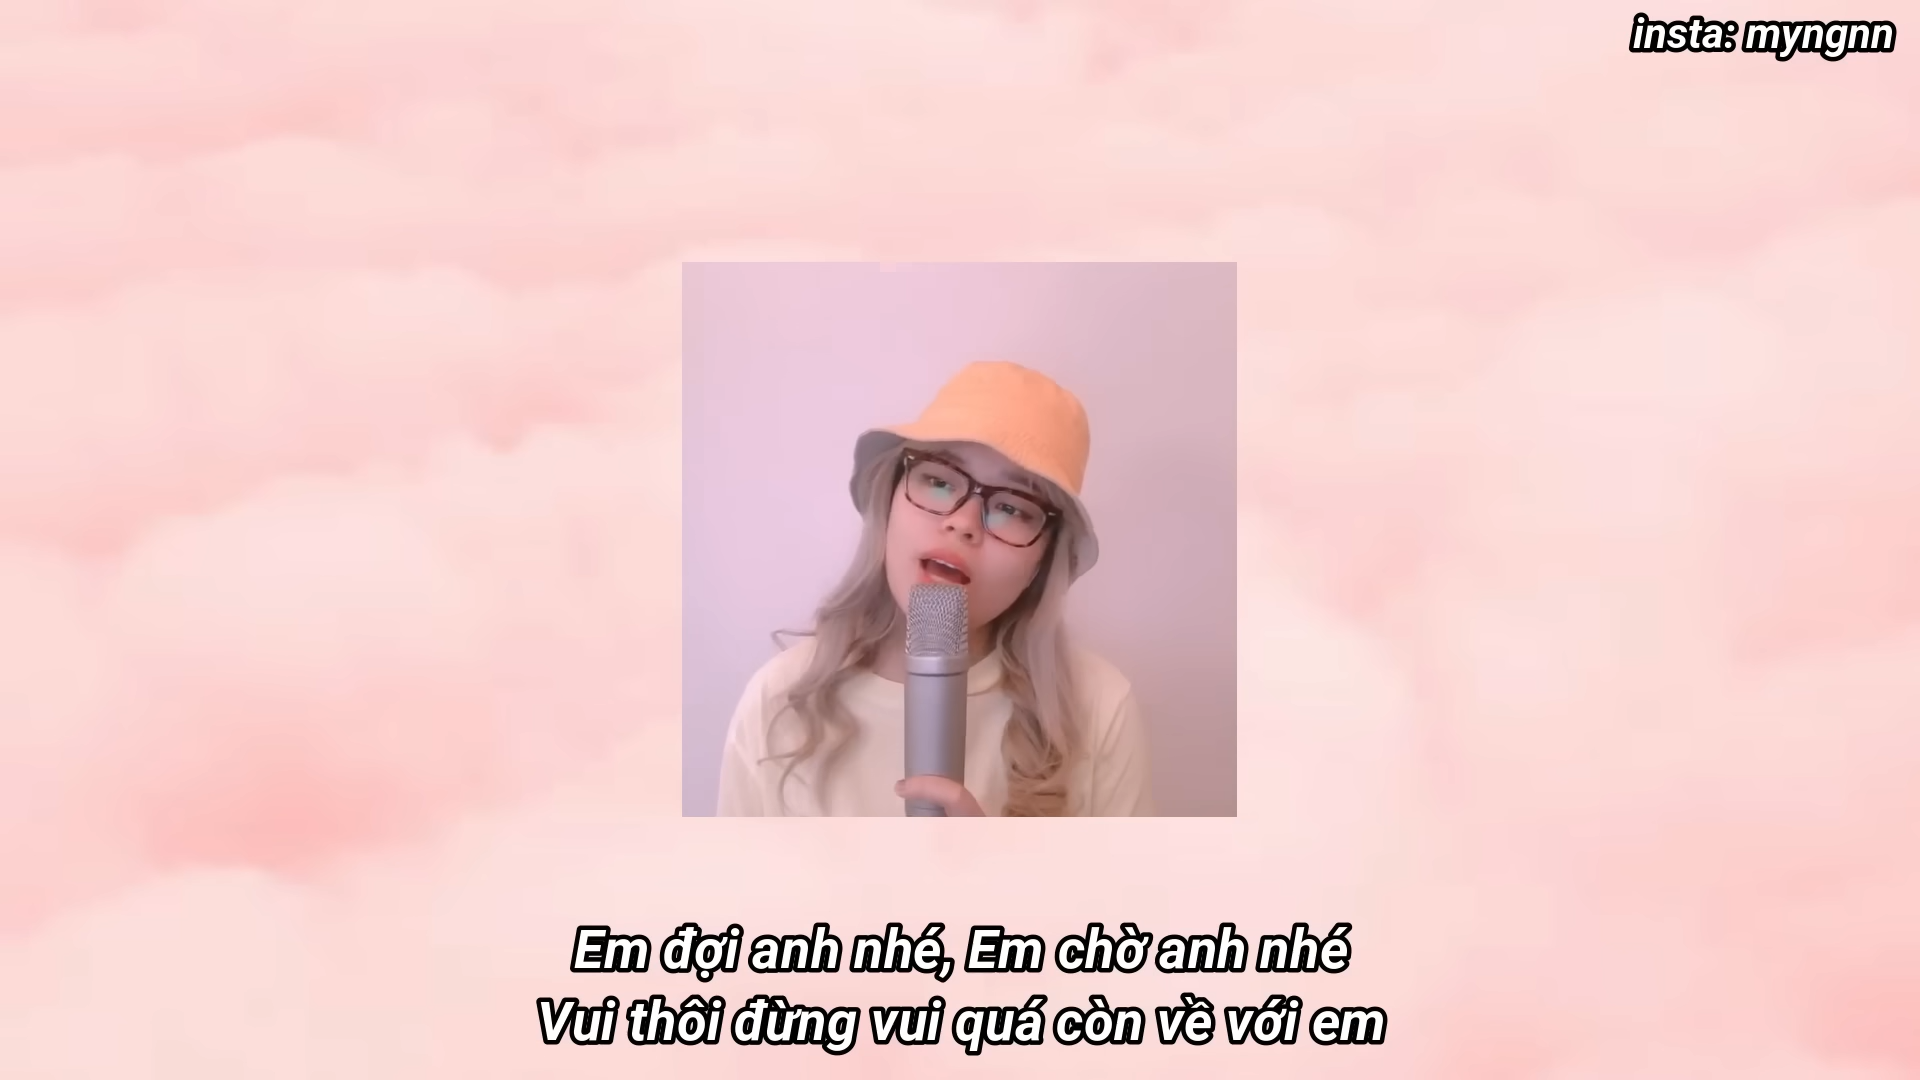 insta: myngnn
Em đợi anh nhé, Em chờ anh nhé
Vui thôi đừng vui quá còn về với em